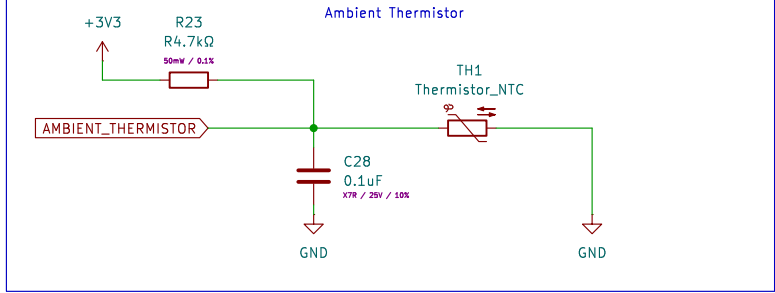 Ambient Thermistor
+3V3
R23
R4.7kΩ
50mW / 0.1%
TH1
Thermistor_NTC
AMBIENT_THERMISTOR
C28
0.1uF
X7R / 25V / 10%
GND
GND